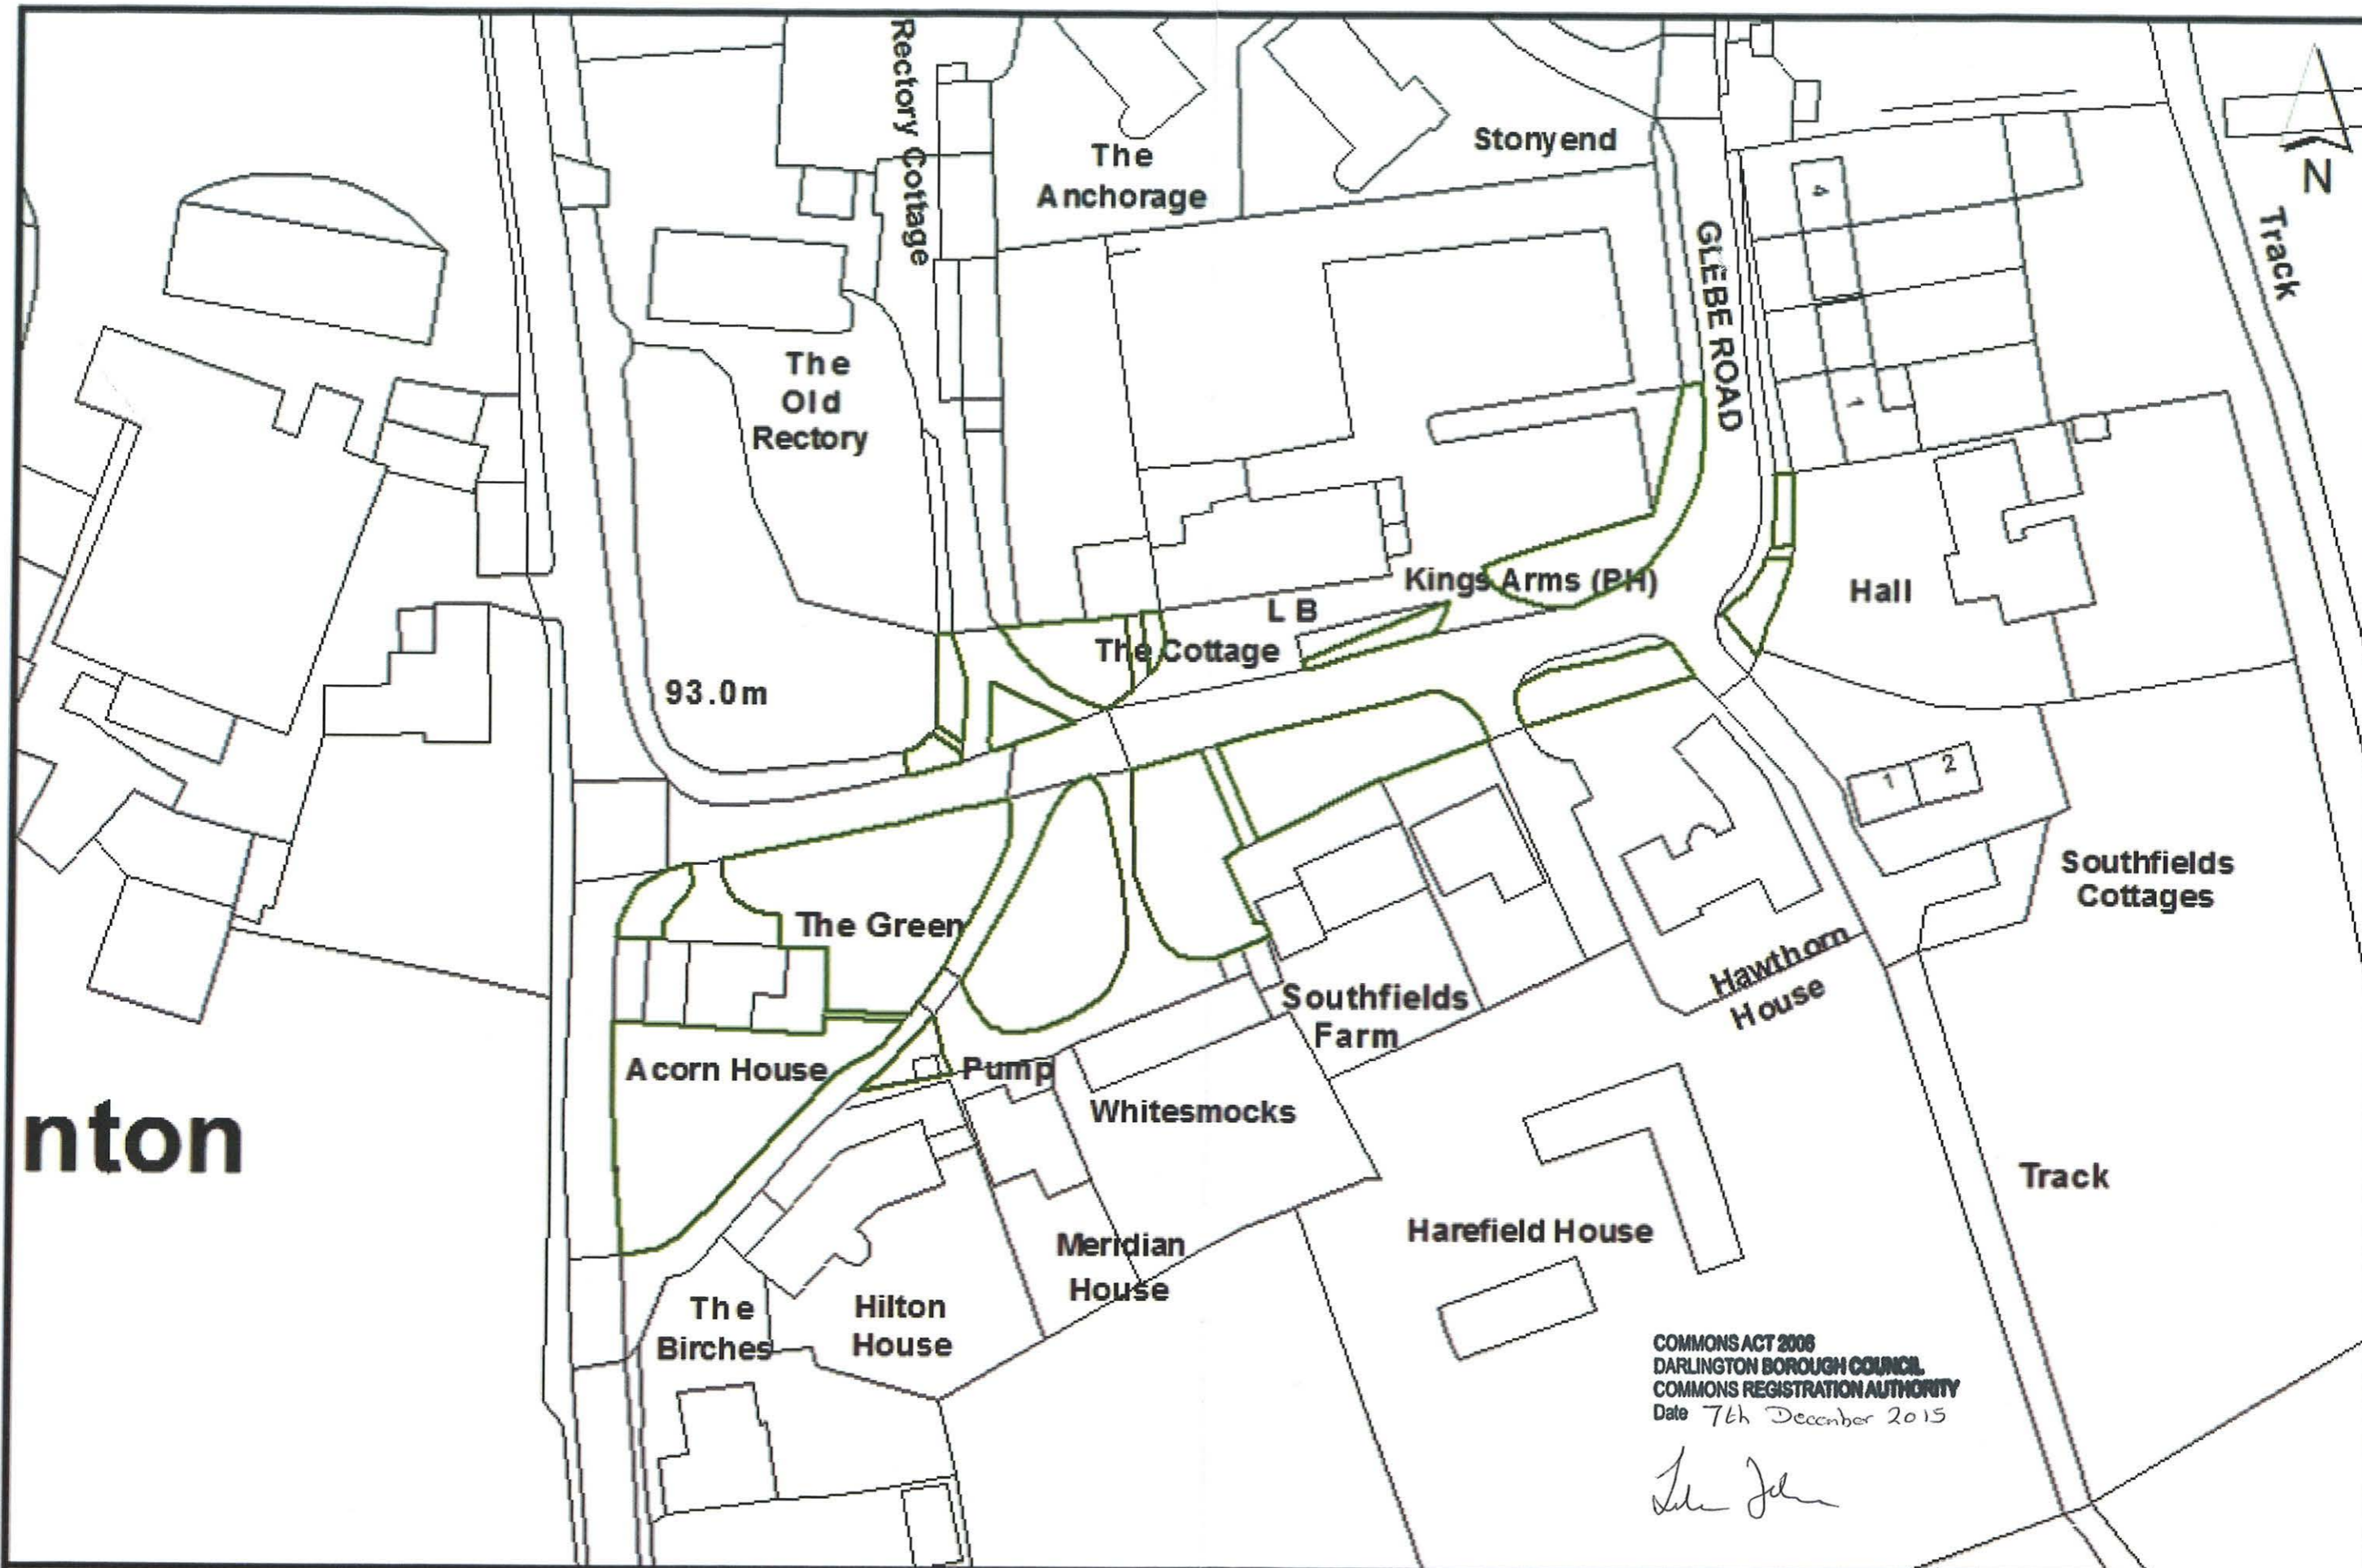 Rectory Cottage
The
Anchorage
Stonyend
N
4
GLEBE ROAD
Track
The
Old
Rectory
1
Kings Arms (PH)
Hall
L B
The Cottage
93.0m
1
2
Southfields
Cottages
The Green
Hawthorn
House
Southfields
Farm
Acorn House
Pump
Whitesmocks
nton
Track
Harefield House
Meridian
House
The
Birches
Hilton
House
COMMONS ACT 2006
DARLINGTON BOROUGH COUNCIL
COMMONS REGISTRATION AUTHORITY
Date 7th December 2015